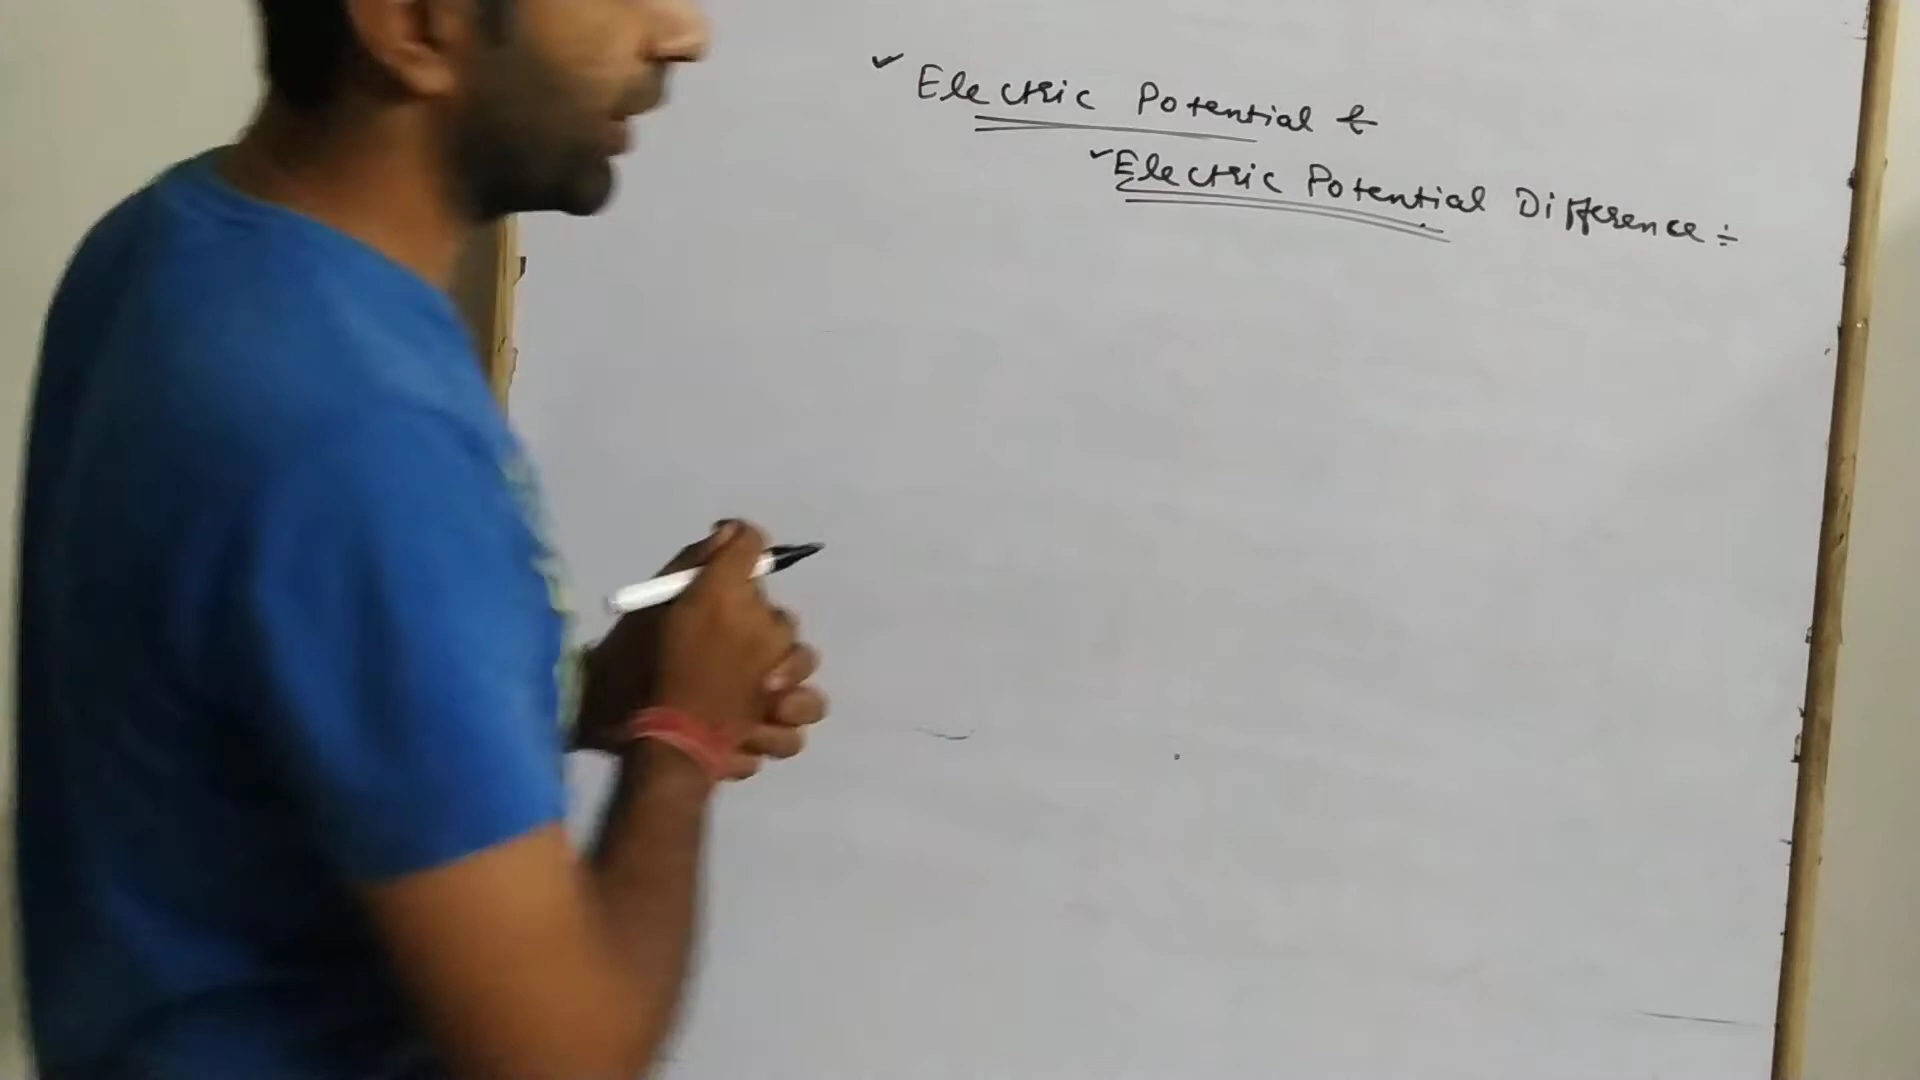 ✓ Electric Potential &
✓ Electric Potential Difference ÷